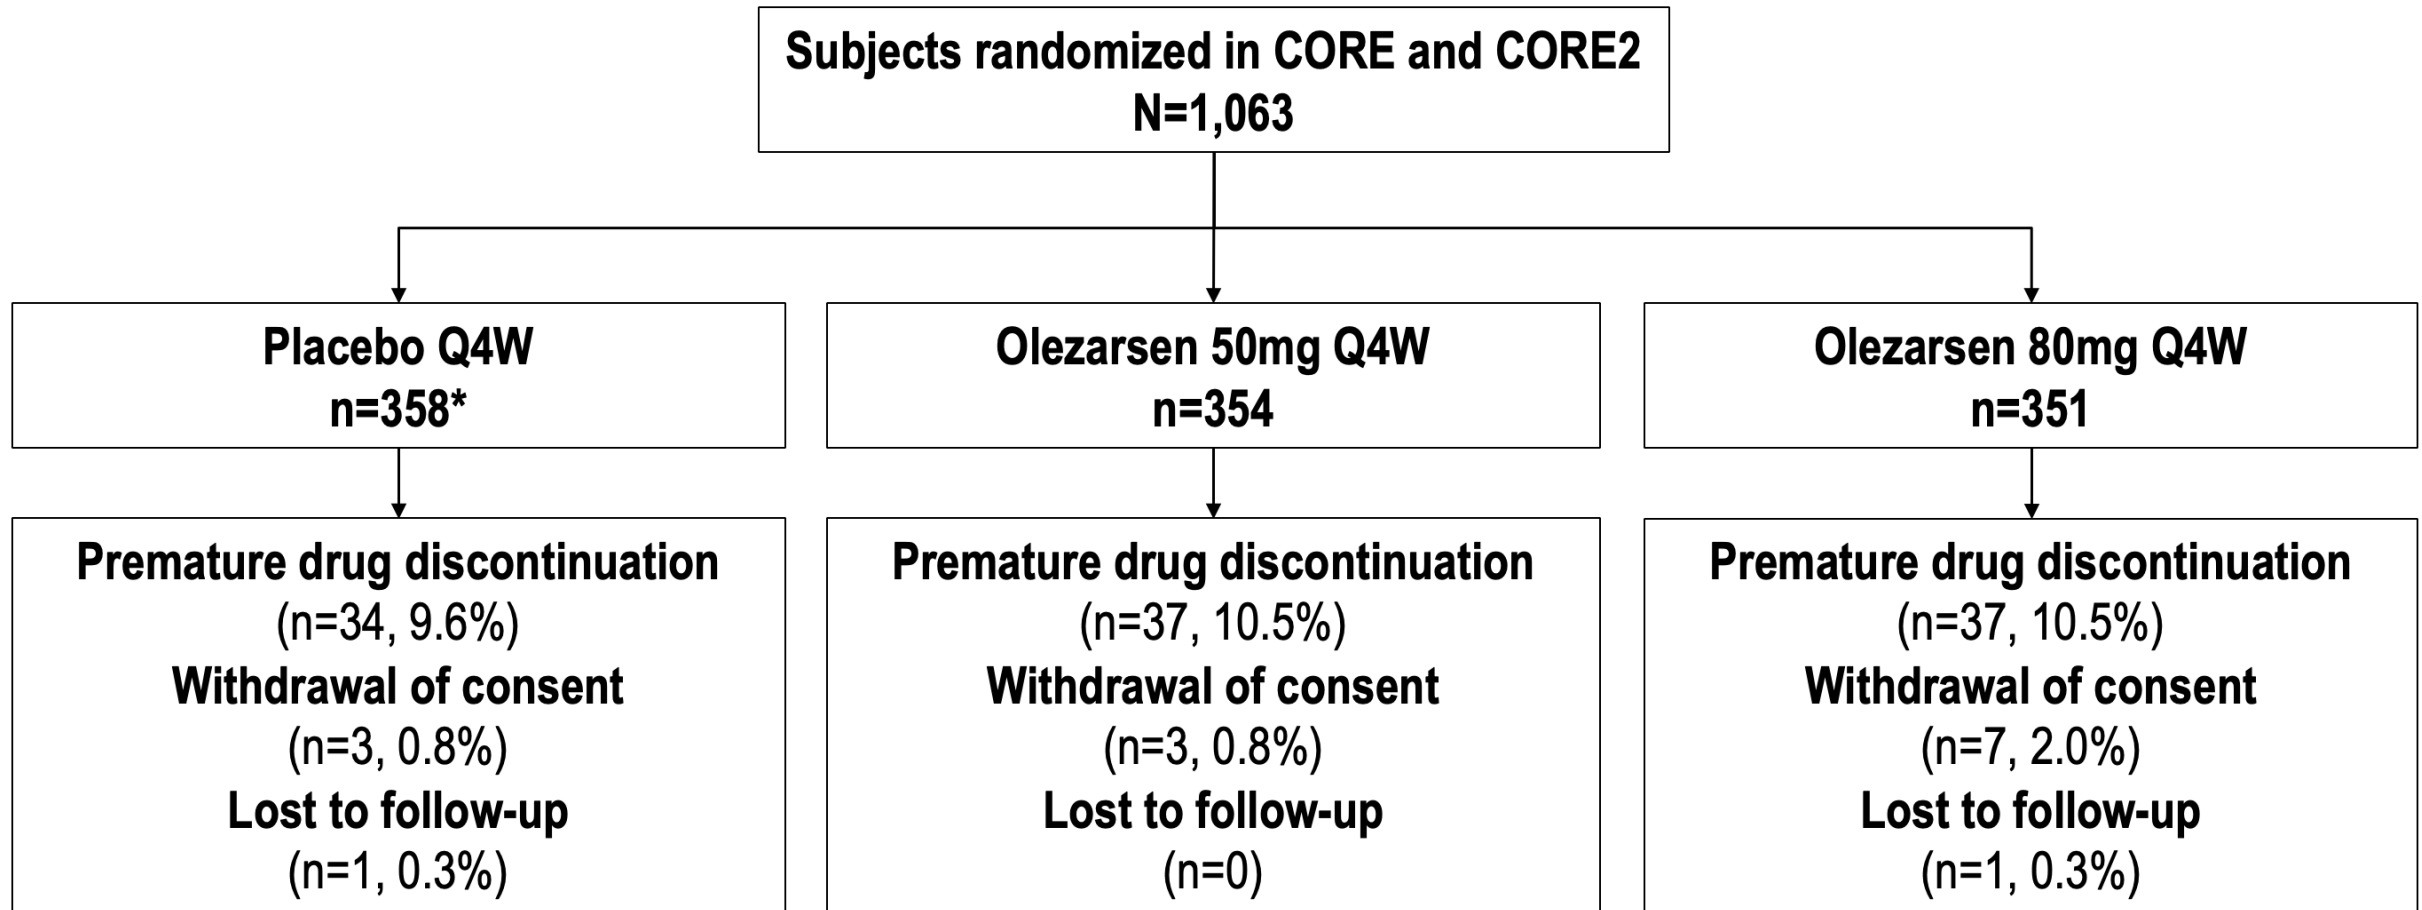 Subjects randomized in CORE and CORE2
N=1,063
Placebo Q4W
n=358*
Olezarsen 50mg Q4W
n=354
Olezarsen 80mg Q4W
n=351
Premature drug discontinuation
(n=34, 9.6%)
Withdrawal of consent
(n=3, 0.8%)
Lost to follow-up
(n=1, 0.3%)
Premature drug discontinuation
(n=37, 10.5%)
Withdrawal of consent
(n=3, 0.8%)
Lost to follow-up
(n=0)
Premature drug discontinuation
(n=37, 10.5%)
Withdrawal of consent
(n=7, 2.0%)
Lost to follow-up
(n=1, 0.3%)